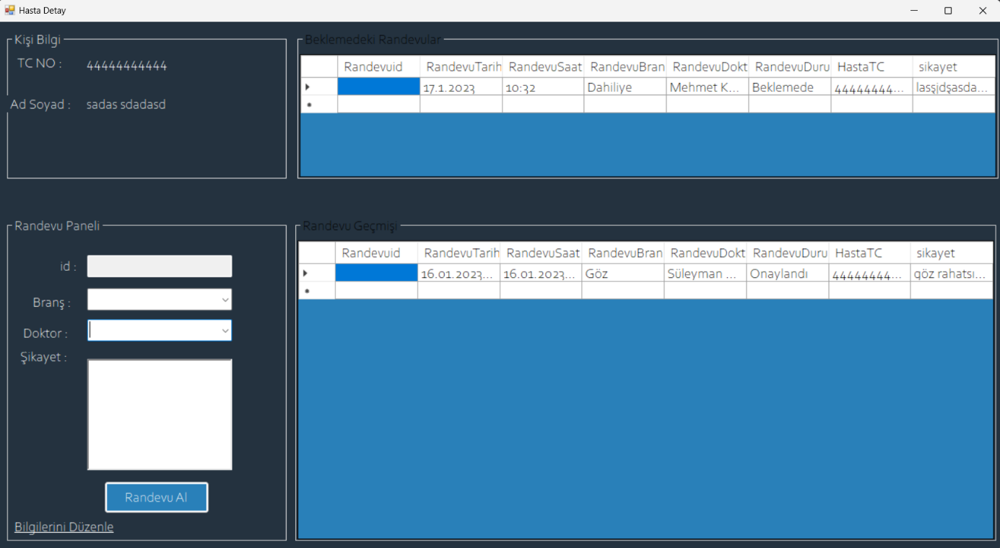 Hasta Detay
Kişi Bilgi
TC NO :
44444444444
Ad Soyad :
sadas sdadasd
Beklemedeki Randevular
Randevuid RandevuTarih RandevuSaat RandevuBran RandevuDokt RandevuDuru HastaTC sikayet
17.1.2023 10:32 Dahiliye Mehmet K... Beklemede 44444444... lasşidşasda...
Randevu Paneli
id :
Branş :
Doktor :
Şikayet :
Randevu Al
Bilgilerini Düzenle
Randevu Geçmişi
Randevuid RandevuTarih RandevuSaat RandevuBran RandevuDokt RandevuDuru HastaTC sikayet
16.01.2023... 16.01.2023... Göz Süleyman ... Onaylandı 44444444... göz rahatsı...